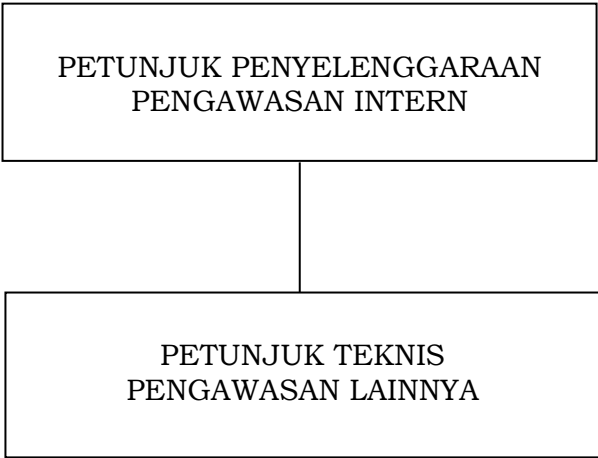 PETUNJUK PENYELENGGARAAN
PENGAWASAN INTERN
PETUNJUK TEKNIS
PENGAWASAN LAINNYA